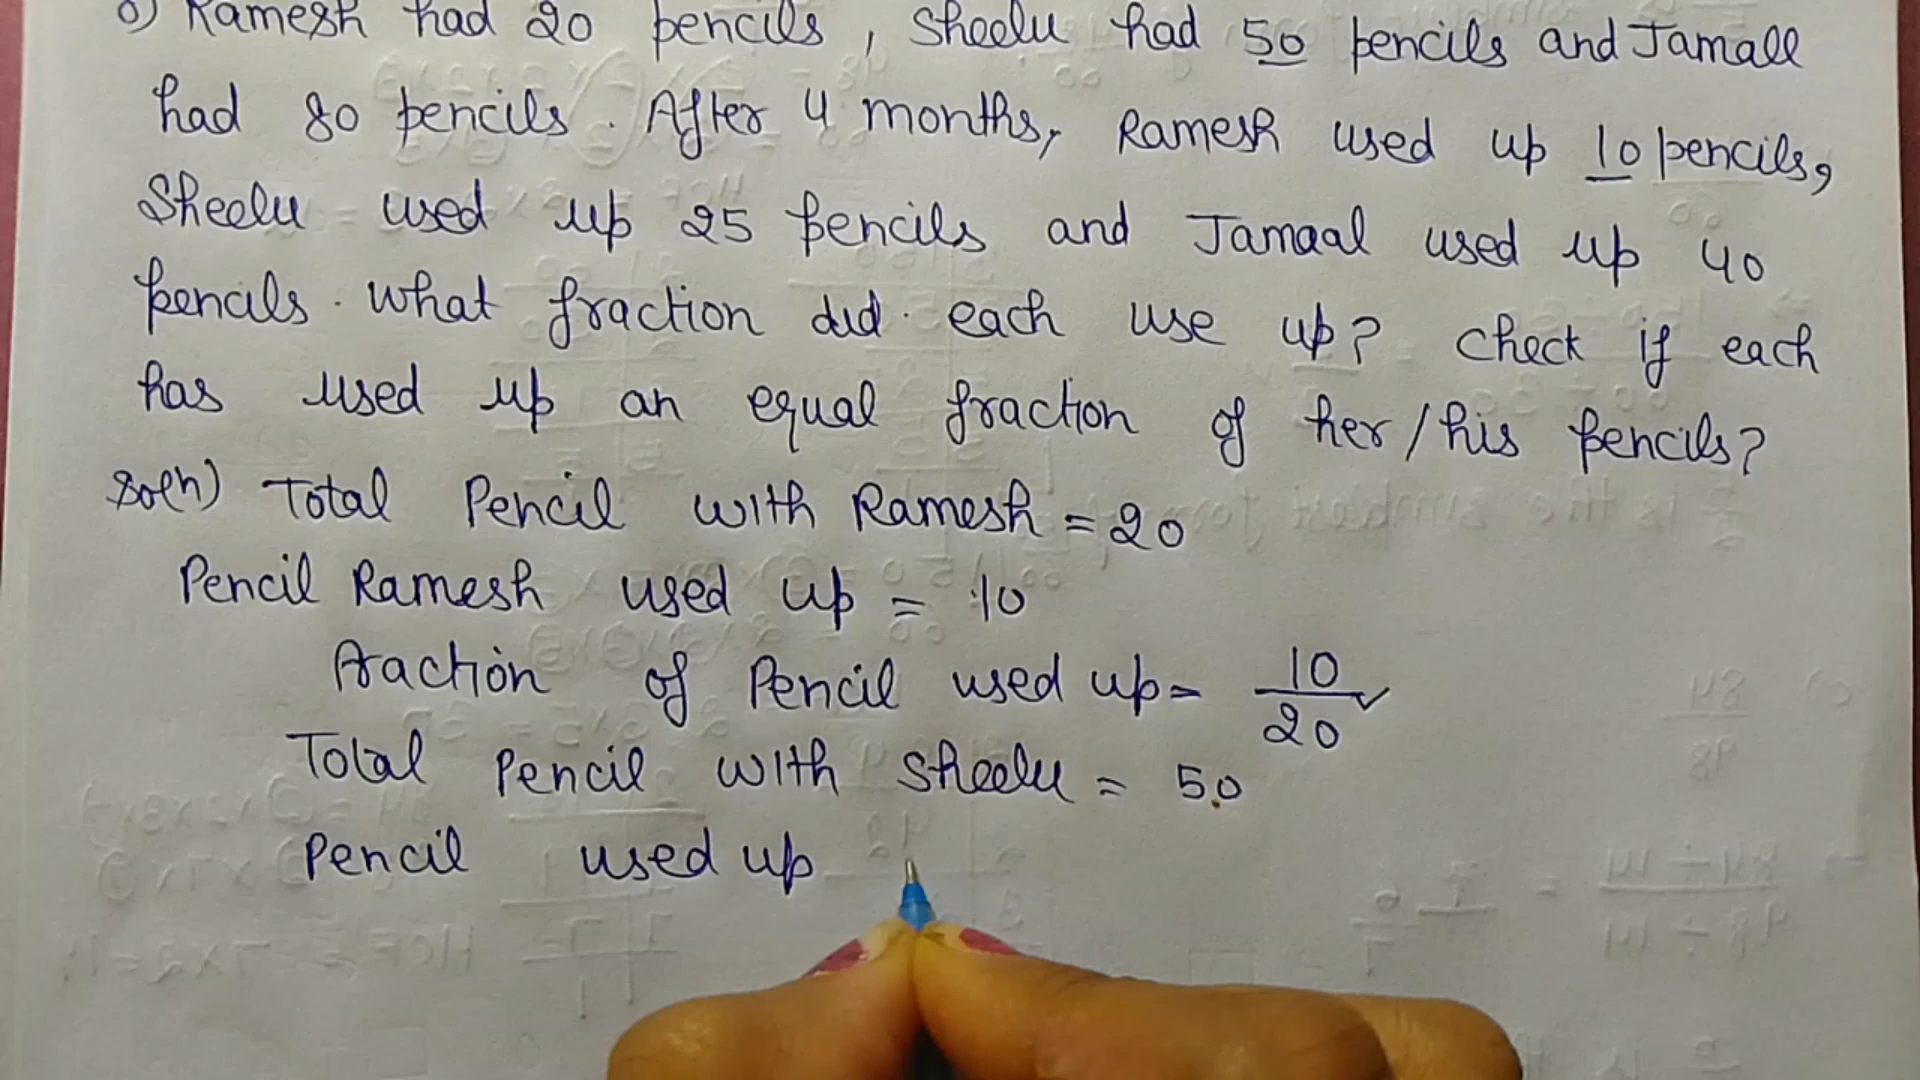 6) Ramesh had 20 pencils, Sheelu had 50 pencils and Jamall
had 80 pencils. After 4 months, Ramesh used up 10 pencils,
Sheelu used up 25 pencils and Jamaal used up 40
pencils. what fraction did each use up? check if each
has used up an equal fraction of her/his pencils?
Soln) Total Pencil with Ramesh = 20
Pencil Ramesh used up = 10
Fraction of Pencil used up = 10/20
Total Pencil with Sheelu = 50
Pencil used up